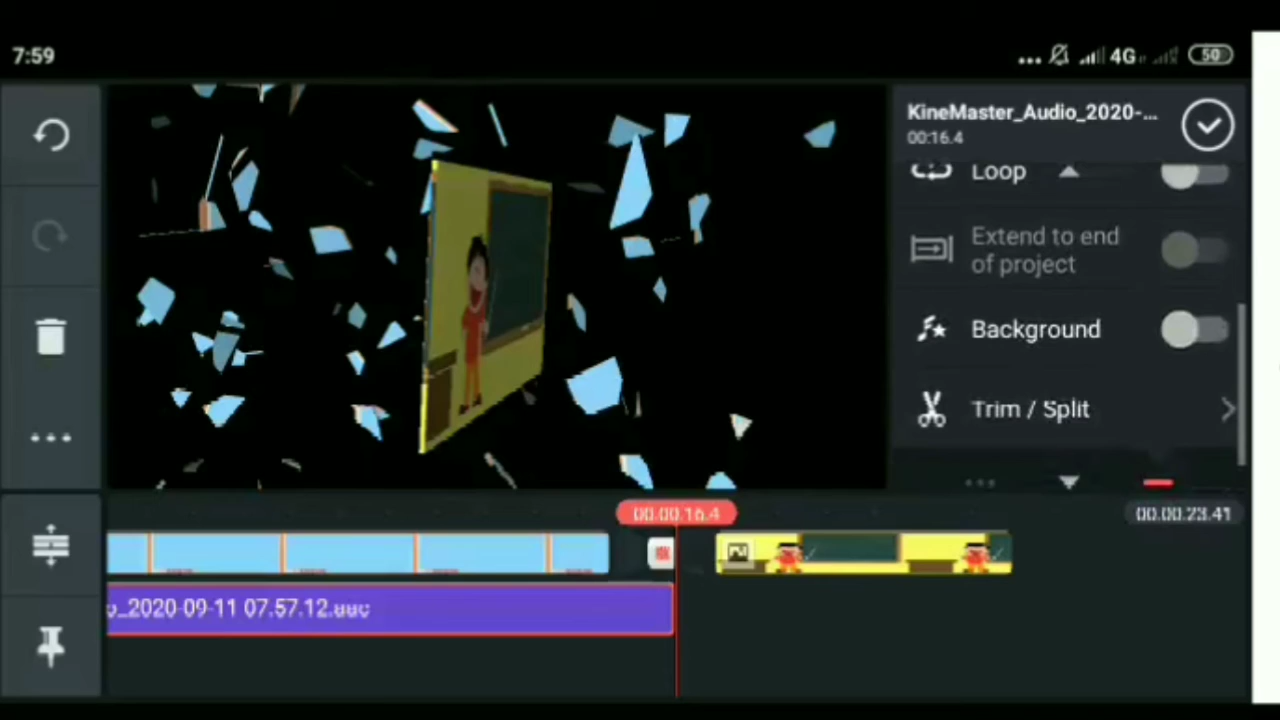 7:59
4G
50
KineMaster_Audio_2020-...
00:16.4
Loop
Extend to end
of project
Background
Trim / Split
00:00:16.4
00:00:23.41
o_2020-09-11 07.57.12.aac